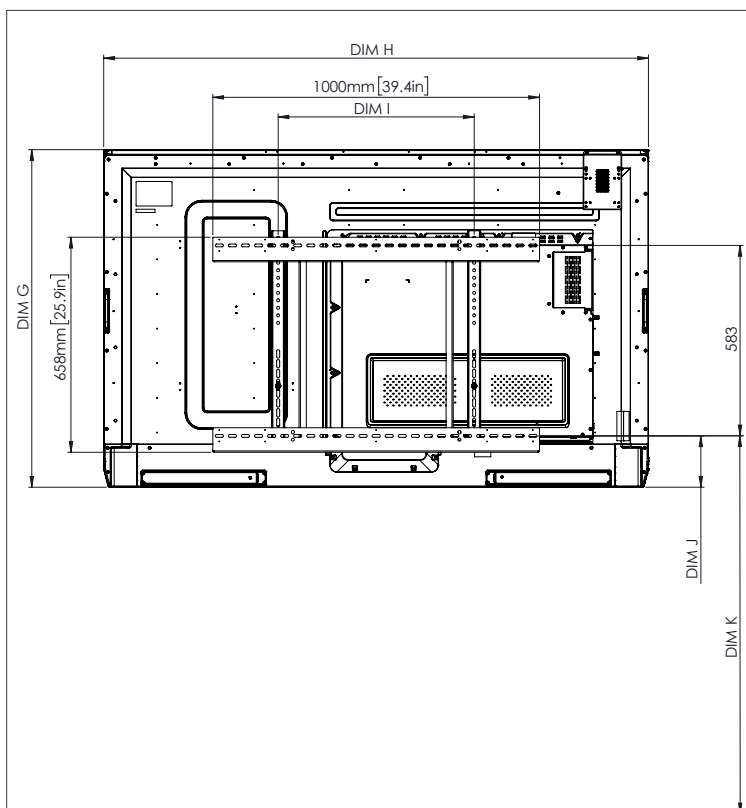 DIM H
1000mm[39.4in]
DIM I
DIM G
658mm[25.9in]
583
DIM J
DIM K